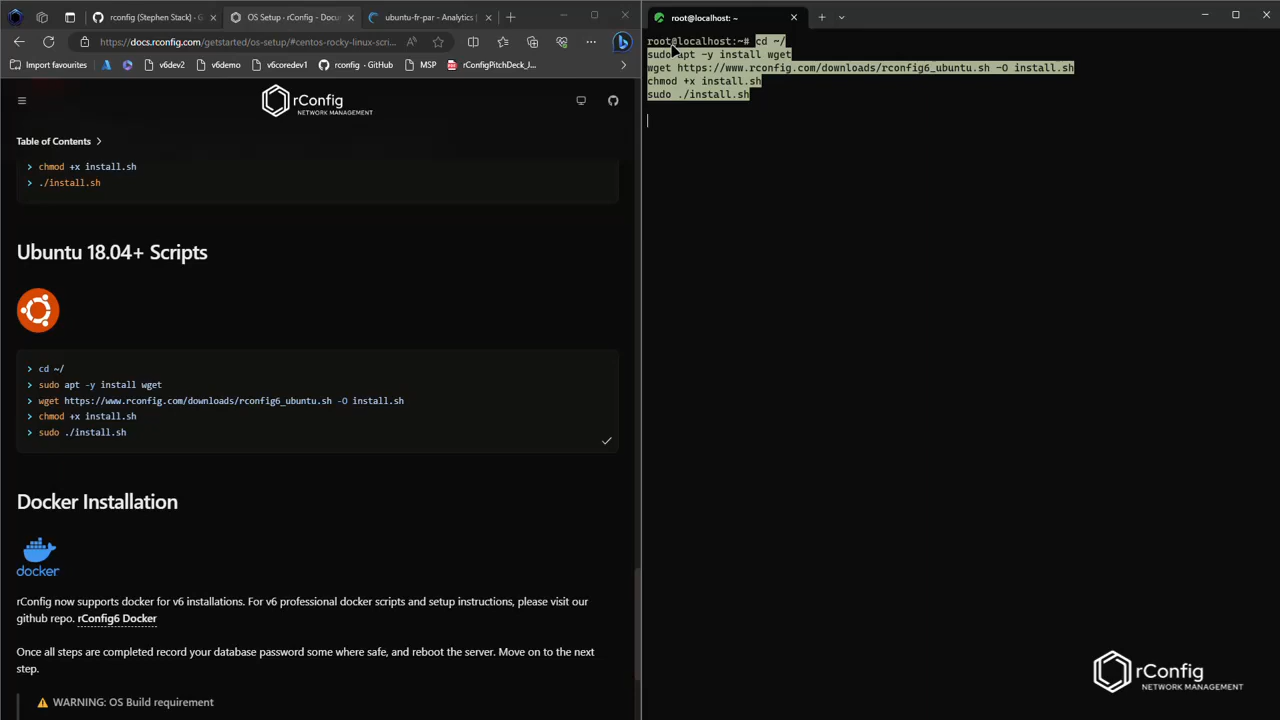 rconfig (Stephen Stack) · G
OS Setup · rConfig - Docu
ubuntu-fr-par - Analytics |
https://docs.rconfig.com/getstarted/os-setup/#centos-rocky-linux-scri...
Import favourites
v6dev2
v6demo
v6corev1
rconfig · GitHub
MSP
rConfigPitchDeck_J...
rConfig
NETWORK MANAGEMENT
Table of Contents
> chmod +x install.sh
> ./install.sh
Ubuntu 18.04+ Scripts
> cd ~/
> sudo apt -y install wget
> wget https://www.rconfig.com/downloads/rconfig6_ubuntu.sh -O install.sh
> chmod +x install.sh
> sudo ./install.sh
Docker Installation
docker
rConfig now supports docker for v6 installations. For v6 professional docker scripts and setup instructions, please visit our
github repo. rConfig6 Docker
Once all steps are completed record your database password some where safe, and reboot the server. Move on to the next
step.
WARNING: OS Build requirement
root@localhost: ~
root@localhost:~# cd ~/
sudo apt -y install wget
wget https://www.rconfig.com/downloads/rconfig6_ubuntu.sh -O install.sh
chmod +x install.sh
sudo ./install.sh
rConfig
NETWORK MANAGEMENT